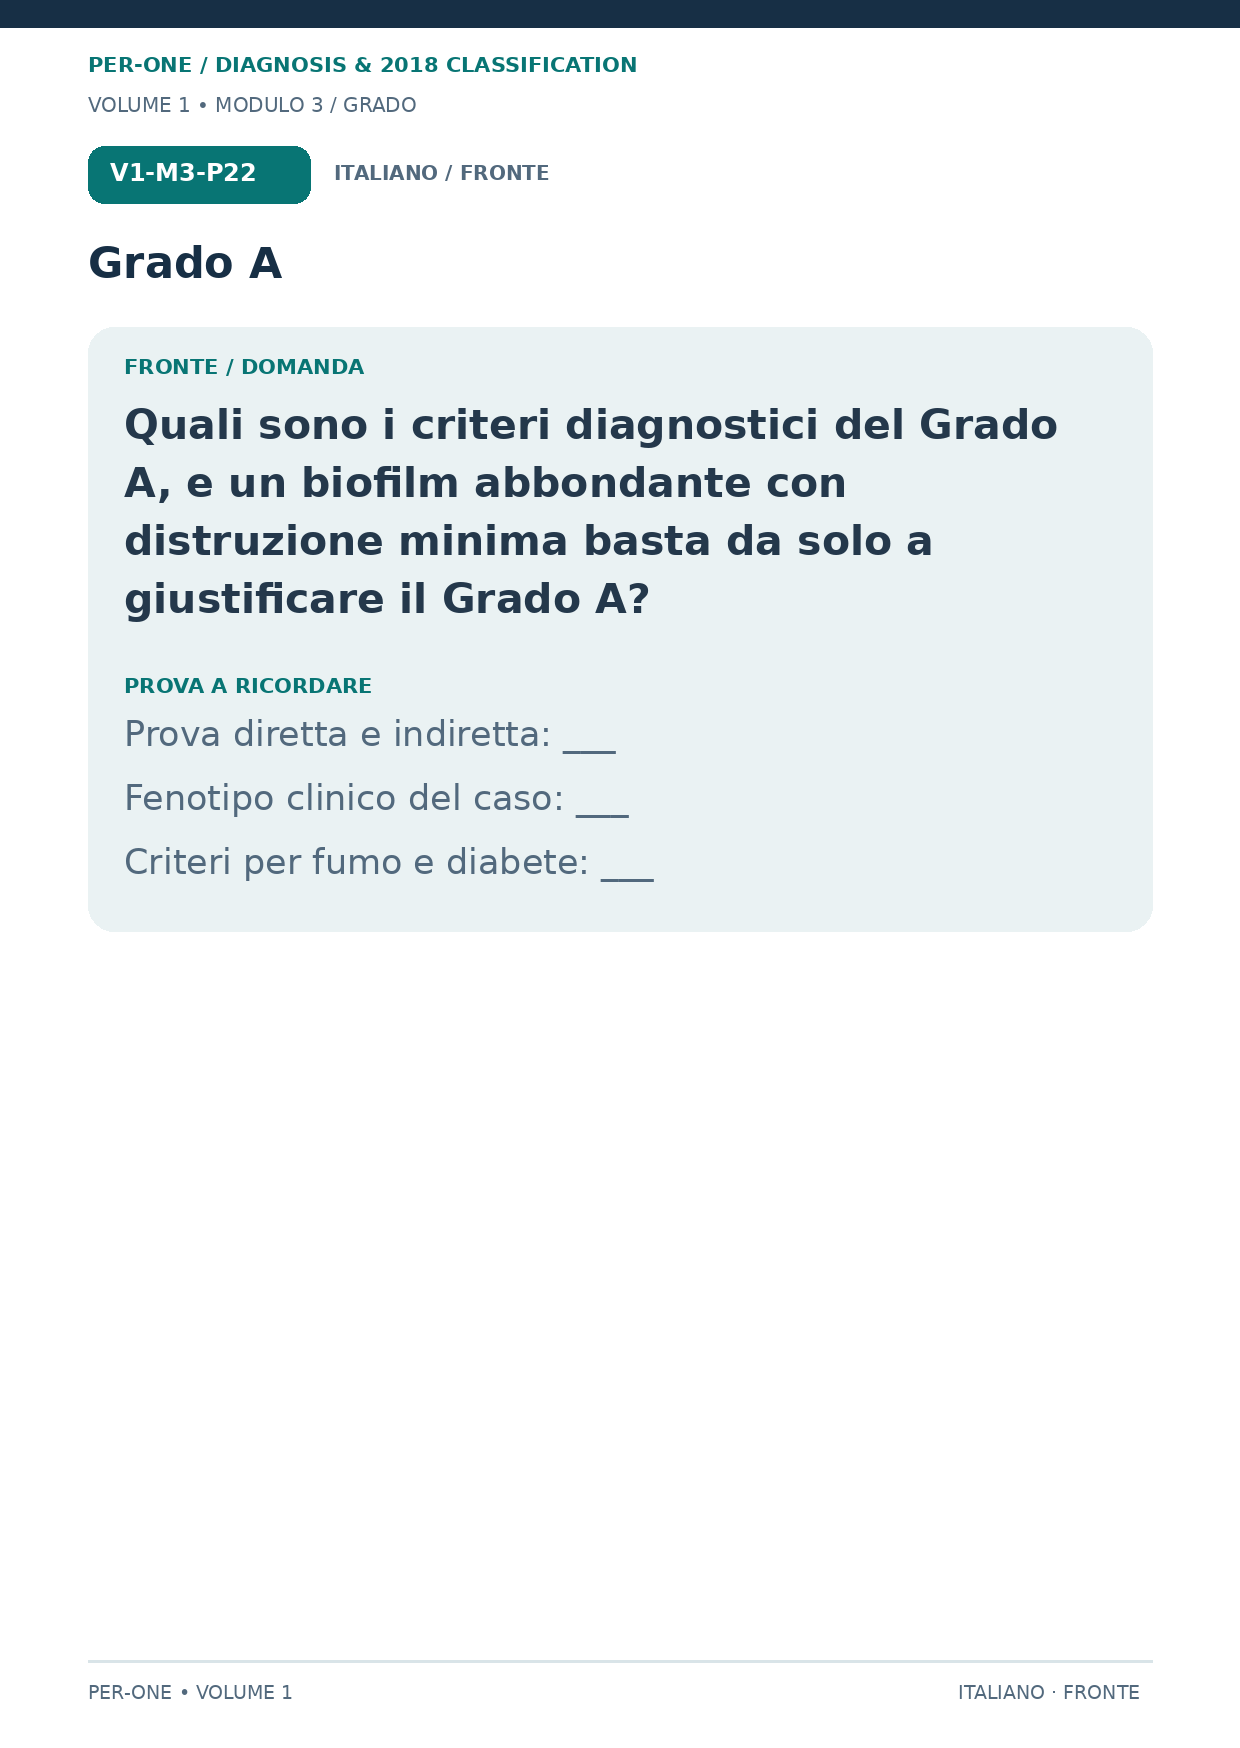 PER-ONE / DIAGNOSIS & 2018 CLASSIFICATION
VOLUME 1 • MODULO 3 / GRADO
V1-M3-P22
ITALIANO / FRONTE
Grado A
FRONTE / DOMANDA
Quali sono i criteri diagnostici del Grado
A, e un biofilm abbondante con
distruzione minima basta da solo a
giustificare il Grado A?
PROVA A RICORDARE
Prova diretta e indiretta: ___
Fenotipo clinico del caso: ___
Criteri per fumo e diabete: ___
PER-ONE • VOLUME 1
ITALIANO · FRONTE